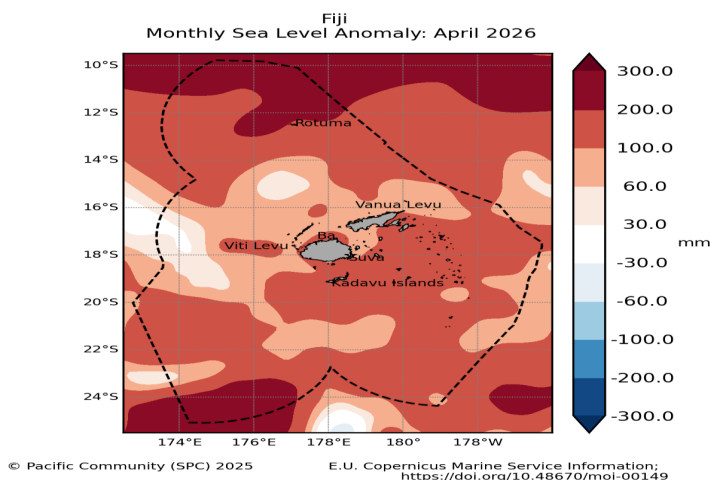 Fiji
Monthly Sea Level Anomaly: April 2026
10°S
12°S
14°S
16°S
18°S
20°S
22°S
24°S
174°E
176°E
178°E
180°
178°W
Rotuma
Vanua Levu
Ba
Viti Levu
Suva
Kadavu Islands
300.0
200.0
100.0
60.0
30.0
-30.0
-60.0
-100.0
-200.0
-300.0
mm
© Pacific Community (SPC) 2025
E.U. Copernicus Marine Service Information;
https://doi.org/10.48670/moi-00149